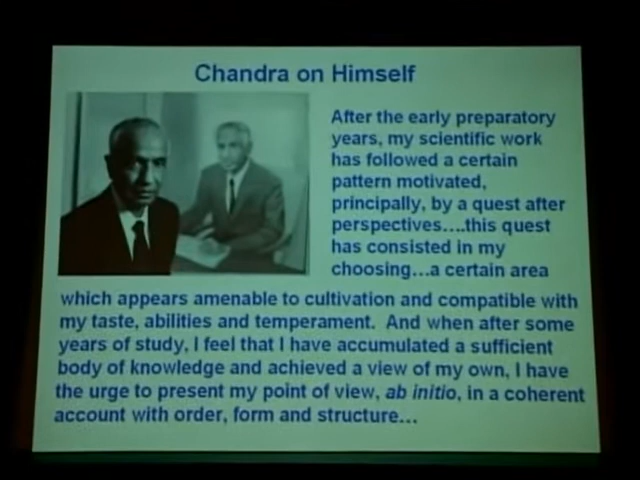 Chandra on Himself
After the early preparatory
years, my scientific work
has followed a certain
pattern motivated,
principally, by a quest after
perspectives....this quest
has consisted in my
choosing...a certain area
which appears amenable to cultivation and compatible with
my taste, abilities and temperament.  And when after some
years of study, I feel that I have accumulated a sufficient
body of knowledge and achieved a view of my own, I have
the urge to present my point of view, ab initio, in a coherent
account with order, form and structure...